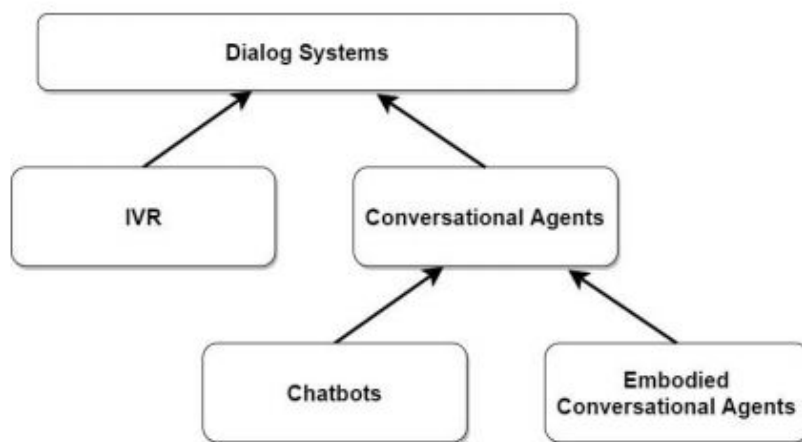 Dialog Systems
IVR
Conversational Agents
Chatbots
Embodied
Conversational Agents